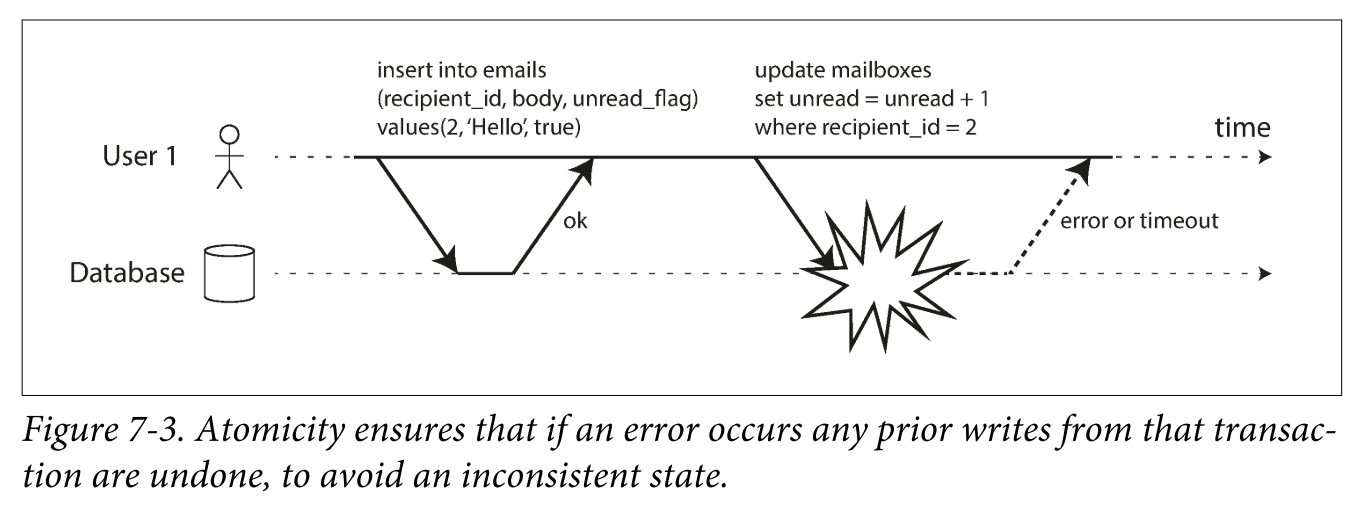 insert into emails
(recipient_id, body, unread_flag)
values(2, ‘Hello’, true)
update mailboxes
set unread = unread + 1
where recipient_id = 2
time
User 1
ok
error or timeout
Database
Figure 7-3. Atomicity ensures that if an error occurs any prior writes from that transac-
tion are undone, to avoid an inconsistent state.